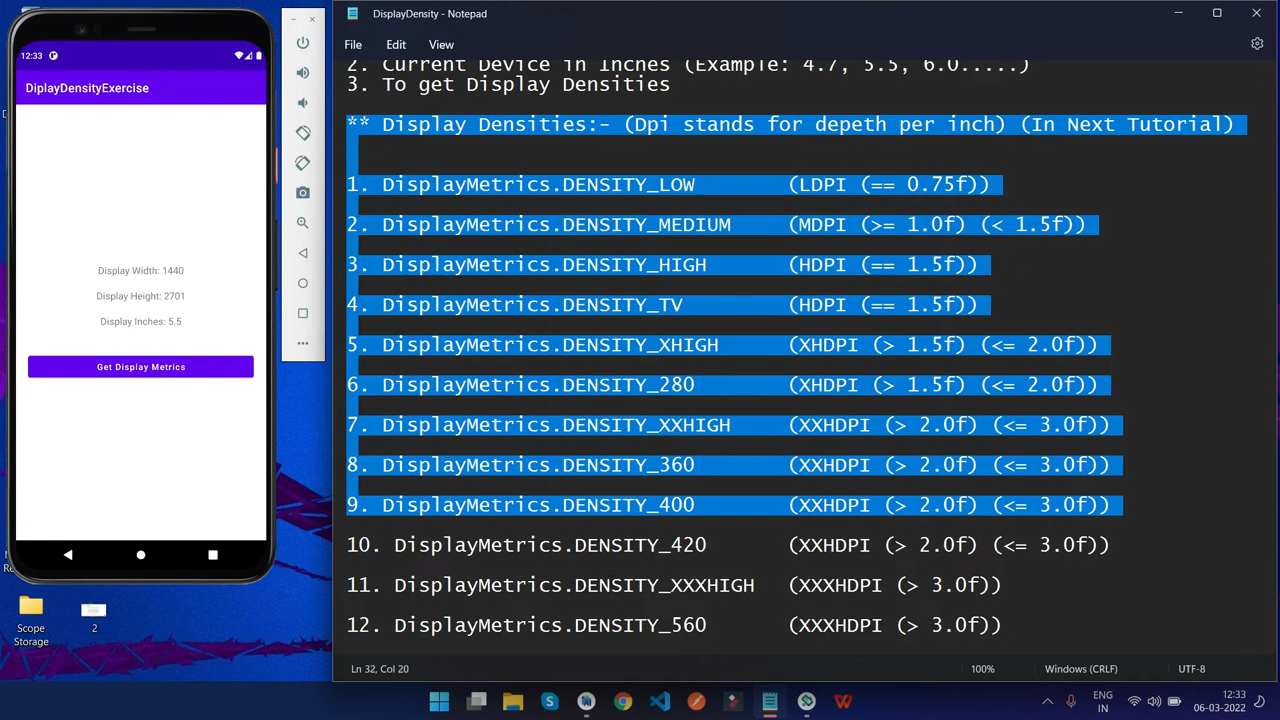 12:33
DiplayDensityExercise
Display Width: 1440
Display Height: 2701
Display Inches: 5.5
Get Display Metrics
Scope
Storage
2
DisplayDensity - Notepad
File Edit View
2. Current Device in Inches (Example: 4.7, 5.5, 6.0.....)
3. To get Display Densities
** Display Densities:- (Dpi stands for depeth per inch) (In Next Tutorial)
1. DisplayMetrics.DENSITY_LOW (LDPI (== 0.75f))
2. DisplayMetrics.DENSITY_MEDIUM (MDPI (>= 1.0f) (< 1.5f))
3. DisplayMetrics.DENSITY_HIGH (HDPI (== 1.5f))
4. DisplayMetrics.DENSITY_TV (HDPI (== 1.5f))
5. DisplayMetrics.DENSITY_XHIGH (XHDPI (> 1.5f) (<= 2.0f))
6. DisplayMetrics.DENSITY_280 (XHDPI (> 1.5f) (<= 2.0f))
7. DisplayMetrics.DENSITY_XXHIGH (XXHDPI (> 2.0f) (<= 3.0f))
8. DisplayMetrics.DENSITY_360 (XXHDPI (> 2.0f) (<= 3.0f))
9. DisplayMetrics.DENSITY_400 (XXHDPI (> 2.0f) (<= 3.0f))
10. DisplayMetrics.DENSITY_420 (XXHDPI (> 2.0f) (<= 3.0f))
11. DisplayMetrics.DENSITY_XXXHIGH (XXXHDPI (> 3.0f))
12. DisplayMetrics.DENSITY_560 (XXXHDPI (> 3.0f))
Ln 32, Col 20 100% Windows (CRLF) UTF-8
ENG
IN
12:33
06-03-2022